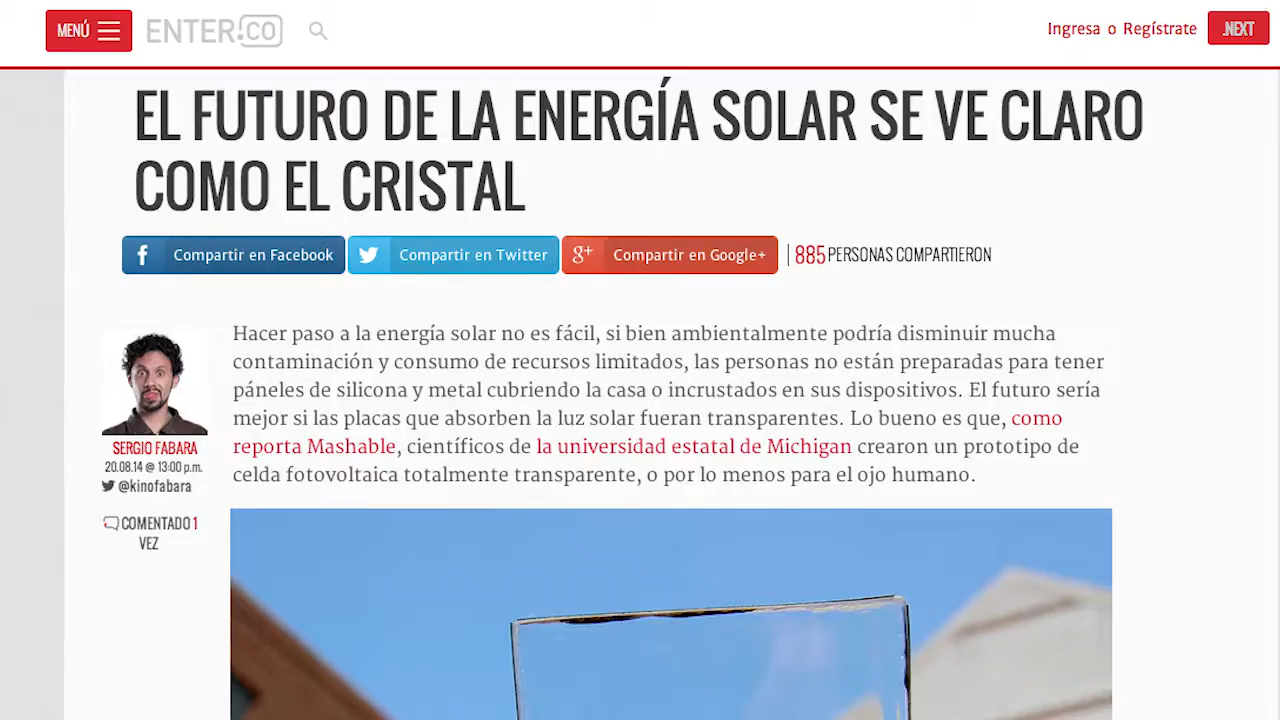 MENÚ
ENTER.CO
Ingresa o Regístrate
.NEXT
EL FUTURO DE LA ENERGÍA SOLAR SE VE CLARO
COMO EL CRISTAL
Compartir en Facebook
Compartir en Twitter
g+ Compartir en Google+
885 PERSONAS COMPARTIERON
SERGIO FABARA
20.08.14 @ 13:00 p.m.
@kinofabara
COMENTADO 1
VEZ
Hacer paso a la energía solar no es fácil, si bien ambientalmente podría disminuir mucha
contaminación y consumo de recursos limitados, las personas no están preparadas para tener
páneles de silicona y metal cubriendo la casa o incrustados en sus dispositivos. El futuro sería
mejor si las placas que absorben la luz solar fueran transparentes. Lo bueno es que, como
reporta Mashable, científicos de la universidad estatal de Michigan crearon un prototipo de
celda fotovoltaica totalmente transparente, o por lo menos para el ojo humano.